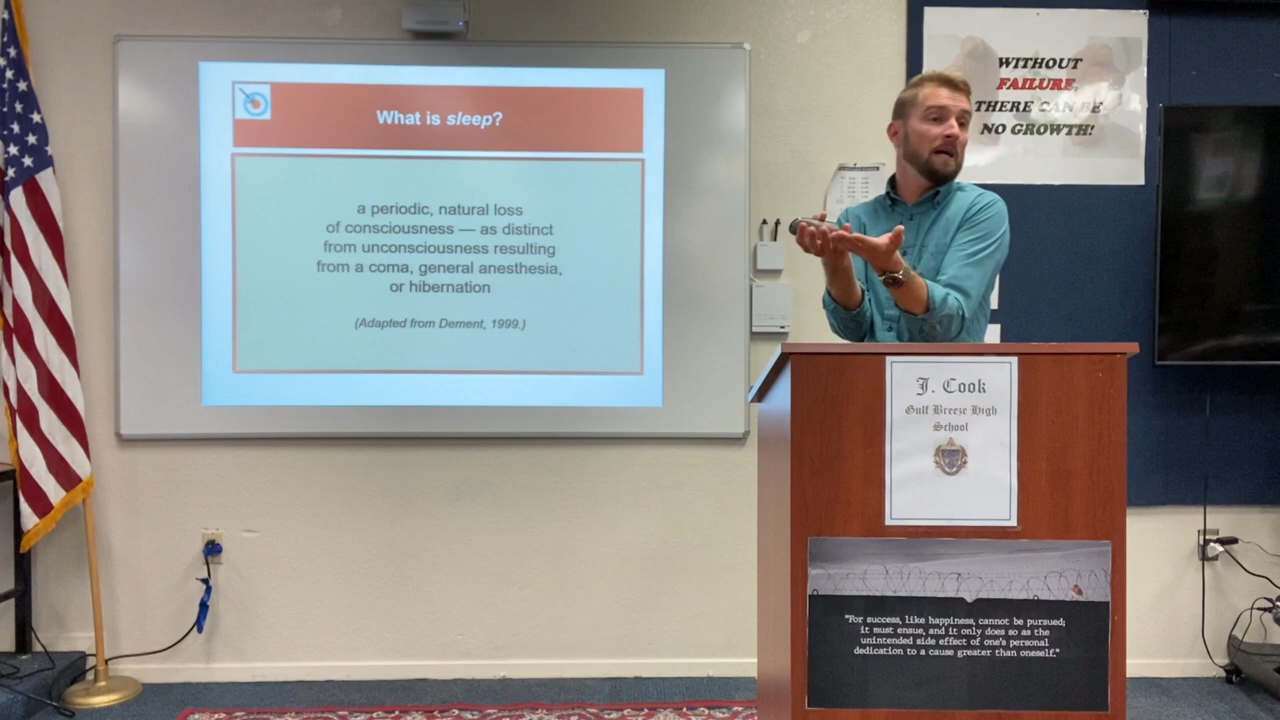 What is sleep?
a periodic, natural loss
of consciousness — as distinct
from unconsciousness resulting
from a coma, general anesthesia,
or hibernation
(Adapted from Dement, 1999.)
WITHOUT
FAILURE,
THERE CAN BE
NO GROWTH!
J. Cook
Gulf Breeze High
School
"For success, like happiness, cannot be pursued;
it must ensue, and it only does so as the
unintended side effect of one's personal
dedication to a cause greater than oneself."